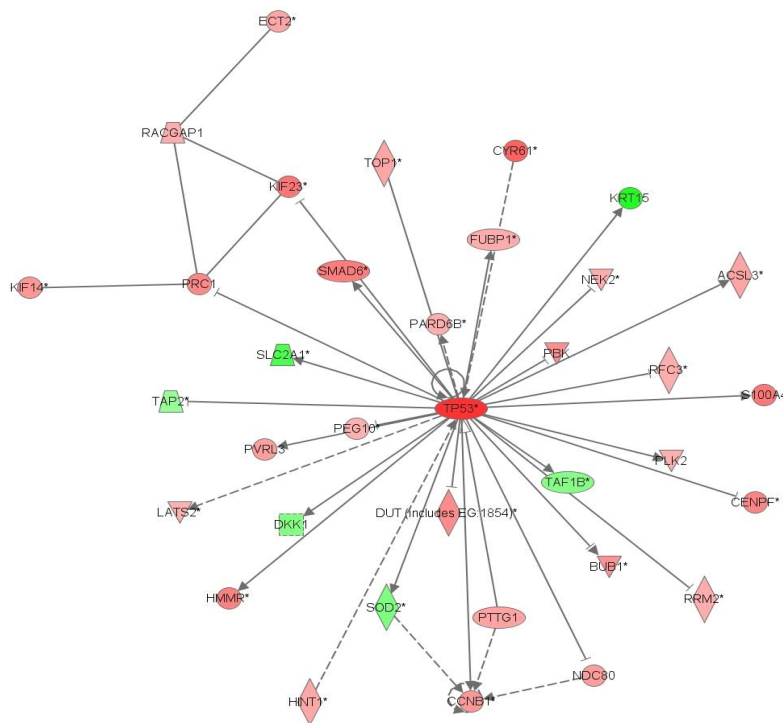 ECT2*
RACGAP1
TOP1*
CYR61*
KIF23*
KRT15
FUBP1*
SMAD6*
NEK2*
ACSL3*
KIF14*
PRC1
PARD6B*
SLC2A1*
PBK
RFC3*
TAP2*
TP53*
S100A4
PEG10*
PVRL3*
PLK2
TAF1B*
LATS2*
CENPF*
DKK1
DUT (includes EG:1854)*
BUB1*
HMMR*
SOD2*
PTTG1
RRM2*
HINT1*
CCNB1*
NDC80